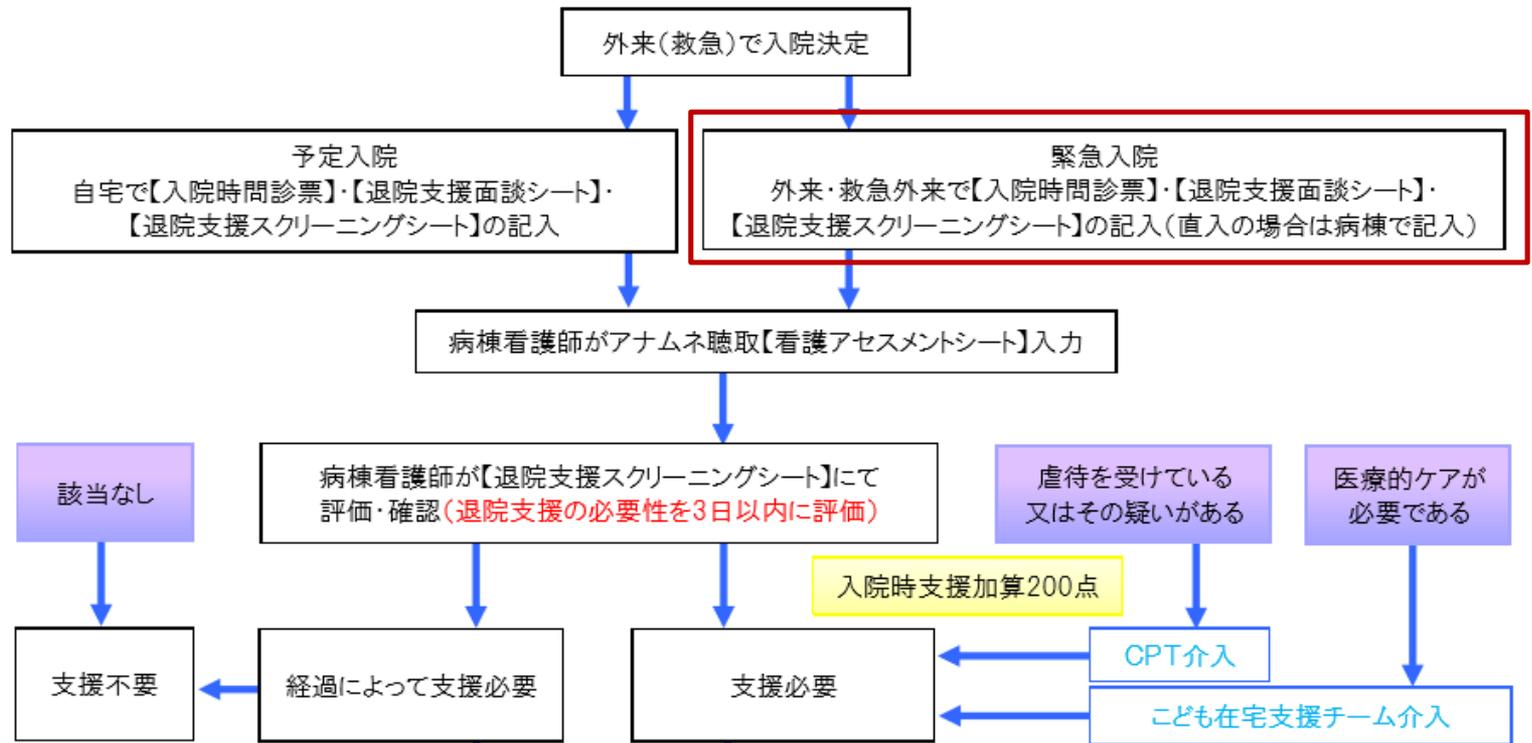 外来(救急)で入院決定
予定入院
自宅で【入院時問診票】・【退院支援面談シート】・
【退院支援スクリーニングシート】の記入
緊急入院
外来・救急外来で【入院時問診票】・【退院支援面談シート】・
【退院支援スクリーニングシート】の記入(直入の場合は病棟で記入)
病棟看護師がアナムネ聴取【看護アセスメントシート】入力
該当なし
病棟看護師が【退院支援スクリーニングシート】にて
評価・確認(退院支援の必要性を3日以内に評価)
虐待を受けている
又はその疑いがある
医療的ケアが
必要である
入院時支援加算200点
支援不要
経過によって支援必要
支援必要
CPT介入
こども在宅支援チーム介入